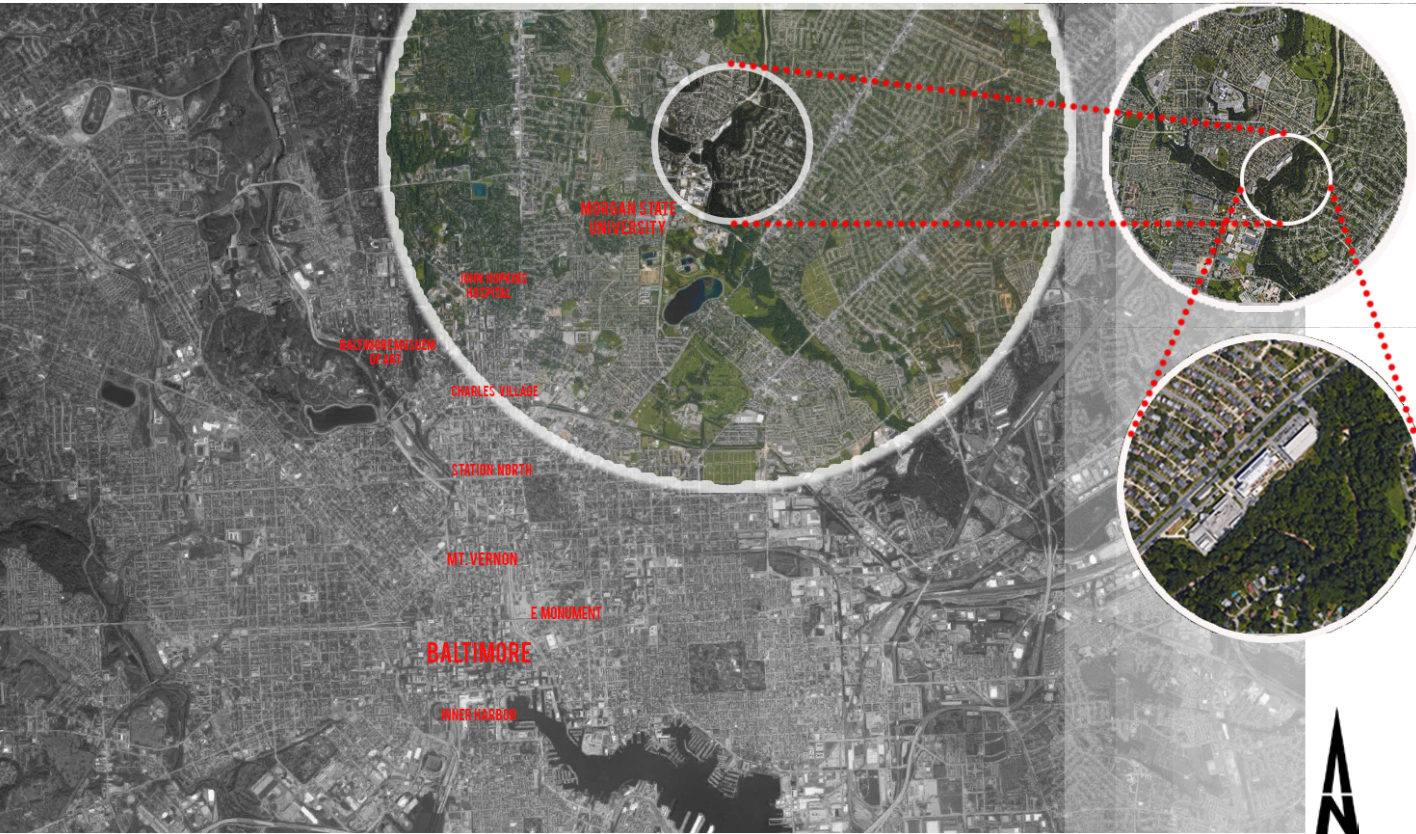 MORGAN STATE
UNIVERSITY
JOHN HOPKINS
HOSPITAL
BALTIMORE MUSUEM
OF ART
CHARLES VILLAGE
STATION NORTH
MT. VERNON
E MONUMENT
BALTIMORE
INNER HARBOR
N